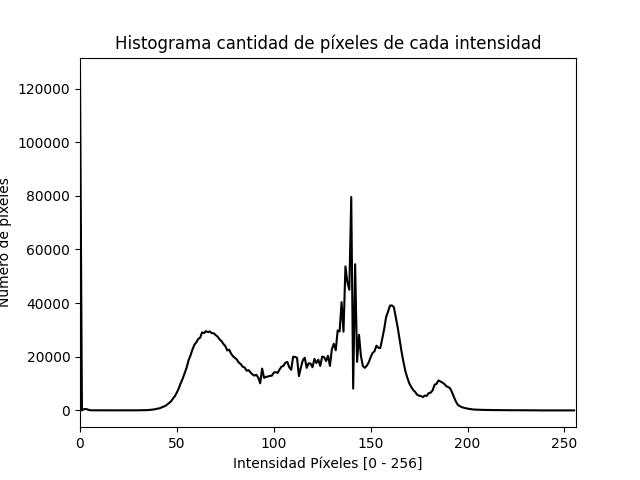 Histograma cantidad de píxeles de cada intensidad
Número de píxeles
120000
100000
80000
60000
40000
20000
0
0 50 100 150 200 250
Intensidad Píxeles [0 - 256]